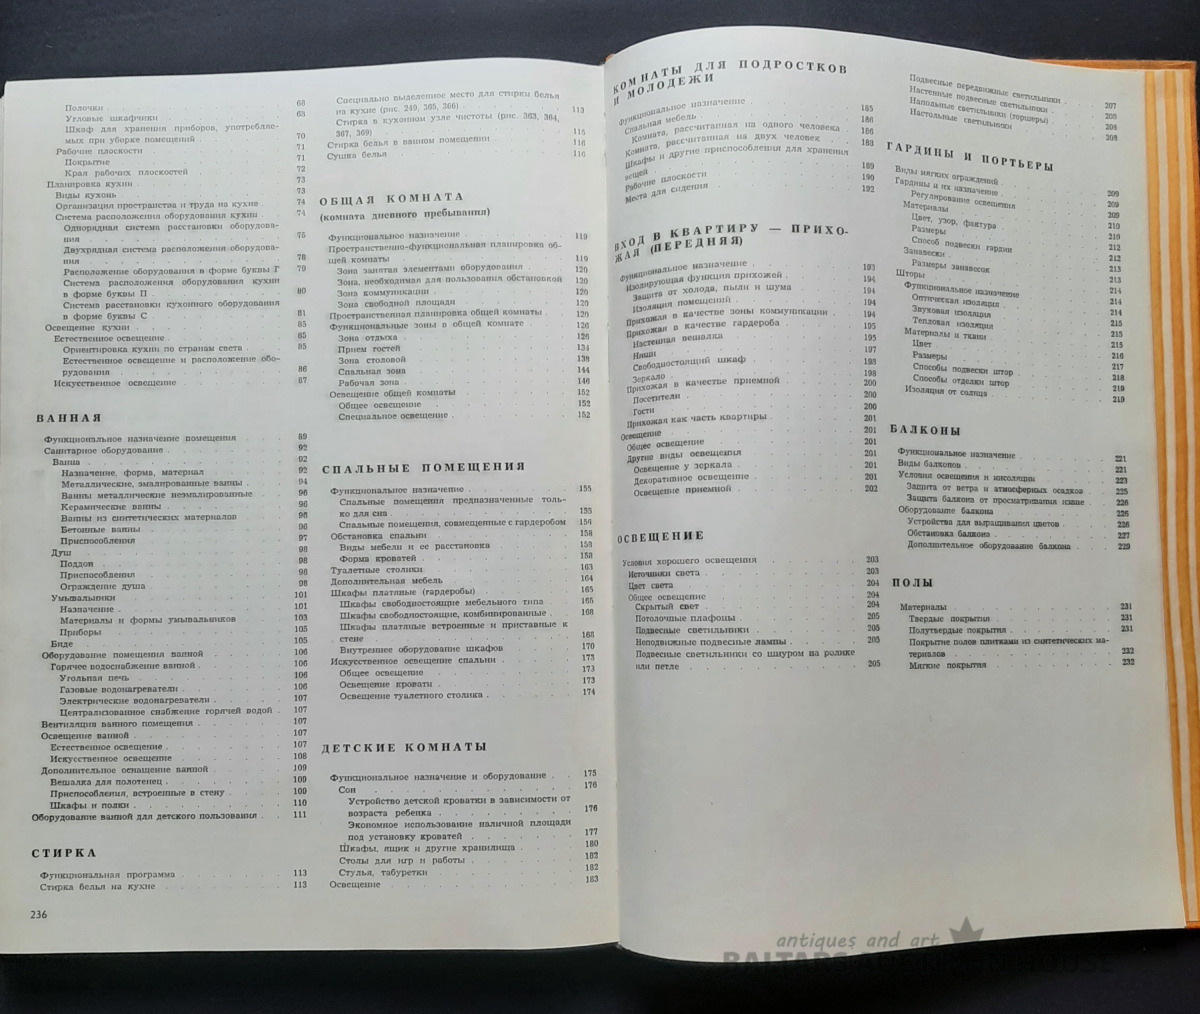 Полочки . 68
Угловые шкафчики . 68
Шкаф для хранения приборов, употребляе-
мых при уборке помещений . 70
Рабочие плоскости . 71
Покрытие . 71
Края рабочих плоскостей . 72
Планировка кухни . 73
Виды кухонь . 73
Организация пространства и труда на кухне . 74
Система расположения оборудования кухни . 74
Однорядная система расстановки оборудова-
ния . 75
Двухрядная система расположения оборудова-
ния . 78
Расположение оборудования в форме буквы Г 79
Система расположения оборудования кухни
в форме буквы П . 80
Система расстановки кухонного оборудования
в форме буквы С . 81
Освещение кухни . 85
Естественное освещение . 85
Ориентировка кухни по странам света . 85
Естественное освещение и расположение обо-
рудования . 86
Искусственное освещение . 87
ВАННАЯ
Функциональное назначение помещения . 89
Санитарное оборудование . 92
Ванна . 92
Назначение, форма, материал . 92
Металлические, эмалированные ванны . 94
Ванны металлические неэмалированные . 96
Керамические ванны . 96
Ванны из синтетических материалов . 96
Бетонные ванны . 96
Приспособления . 97
Душ . 98
Поддон . 98
Приспособления . 98
Ограждение душа . 98
Умывальники . 101
Назначение . 101
Материалы и формы умывальников . 103
Приборы . 105
Биде . 105
Оборудование помещения ванной . 106
Горячее водоснабжение ванной . 106
Угольная печь . 106
Газовые водонагреватели . 106
Электрические водонагреватели . 107
Централизованное снабжение горячей водой . 107
Вентиляция ванного помещения . 107
Освещение ванной . 107
Естественное освещение . 107
Искусственное освещение . 108
Дополнительное оснащение ванной . 109
Вешалка для полотенец . 109
Приспособления, встроенные в стену . 109
Шкафы и полки . 110
Оборудование ванной для детского пользования . 111
СТИРКА
Функциональная программа . 113
Стирка белья на кухне . 113
236
Специально выделенное место для стирки белья
на кухне (рис. 249, 365, 366) . 113
Стирка в кухонном узле чистоты (рис. 363, 364,
367, 369) . 115
Стирка белья в ванном помещении . 116
Сушка белья . 116
ОБЩАЯ КОМНАТА
(комната дневного пребывания)
Функциональное назначение . 119
Пространственно-функциональная планировка об-
щей комнаты . 119
Зона занятая элементами оборудования . 120
Зона, необходимая для пользования обстановкой 120
Зона коммуникации . 120
Зона свободной площади . 120
Пространственная планировка общей комнаты . 120
Функциональные зоны в общей комнате . 126
Зона отдыха . 126
Прием гостей . 134
Зона столовой . 138
Спальная зона . 144
Рабочая зона . 146
Освещение общей комнаты . 152
Общее освещение . 152
Специальное освещение . 152
СПАЛЬНЫЕ ПОМЕЩЕНИЯ
Функциональное назначение . 155
Спальные помещения предназначенные толь-
ко для сна . 155
Спальные помещения, совмещенные с гардеробом 156
Обстановка спальни . 158
Виды мебели и ее расстановка . 158
Форма кроватей . 158
Туалетные столики . 163
Дополнительная мебель . 164
Шкафы платяные (гардеробы) . 165
Шкафы свободностоящие мебельного типа . 165
Шкафы свободностоящие, комбинированные . 168
Шкафы платяные встроенные и приставные к
стене . 168
Внутреннее оборудование шкафов . 170
Искусственное освещение спальни . 173
Общее освещение . 173
Освещение кровати . 173
Освещение туалетного столика . 174
ДЕТСКИЕ КОМНАТЫ
Функциональное назначение и оборудование . 175
Сон . 176
Устройство детской кроватки в зависимости от
возраста ребенка . 176
Экономное использование наличной площади
под установку кроватей . 177
Шкафы, ящик и другие хранилища . 180
Столы для игр и работы . 182
Стулья, табуретки . 182
Освещение . 183
КОМНАТЫ ДЛЯ ПОДРОСТКОВ
И МОЛОДЕЖИ
Функциональное назначение . 185
Спальная мебель . 186
Комната, рассчитанная на одного человека . 186
Комната, рассчитанная на двух человек . 188
Шкафы и другие приспособления для хранения
вещей . 189
Рабочие плоскости . 190
Места для сидения . 192
ВХОД В КВАРТИРУ — ПРИХО-
ЖАЯ (ПЕРЕДНЯЯ)
Функциональное назначение . 193
Изолирующая функция прихожей . 194
Защита от холода, пыли и шума . 194
Изоляция помещений . 194
Прихожая в качестве зоны коммуникации . 194
Прихожая в качестве гардероба . 195
Настенная вешалка . 195
Ниши . 197
Свободностоящий шкаф . 198
Зеркало . 198
Прихожая в качестве приемной . 200
Посетители . 200
Гости . 200
Прихожая как часть квартиры . 201
Освещение . 201
Общее освещение . 201
Другие виды освещения . 201
Освещение у зеркала . 201
Декоративное освещение . 201
Освещение приемной . 202
ОСВЕЩЕНИЕ
Условия хорошего освещения . 203
Источники света . 203
Цвет света . 204
Общее освещение . 204
Скрытый свет . 204
Потолочные плафоны . 205
Подвесные светильники . 205
Неподвижные подвесные лампы . 205
Подвесные светильники со шнуром на ролике
или петле . 205
Подвесные передвижные светильники . 207
Настенные подвесные светильники . 208
Напольные светильники (торшеры) . 208
Настольные светильники . 208
ГАРДИНЫ И ПОРТЬЕРЫ
Виды мягких ограждений . 209
Гардины и их назначение . 209
Регулирование освещения . 209
Материалы . 210
Цвет, узор, фактура . 210
Размеры . 212
Способ подвески гардин . 212
Занавески . 213
Размеры занавесок . 213
Шторы . 214
Функциональное назначение . 214
Оптическая изоляция . 214
Звуковая изоляция . 215
Тепловая изоляция . 215
Материалы и ткани . 215
Цвет . 216
Размеры . 217
Способы подвески штор . 218
Способы отделки штор . 219
Изоляция от солнца . 219
БАЛКОНЫ
Функциональное назначение . 221
Виды балконов . 221
Условия освещения и инсоляции . 223
Защита от ветра и атмосферных осадков . 225
Защита балкона от просматривания извне . 226
Оборудование балкона . 226
Устройства для выращивания цветов . 226
Обстановка балкона . 227
Дополнительное оборудование балкона . 229
ПОЛЫ
Материалы . 231
Твердые покрытия . 231
Полутвердые покрытия . 231
Покрытие полов плитками из синтетических ма-
териалов . 232
Мягкие покрытия . 232
antiques and art